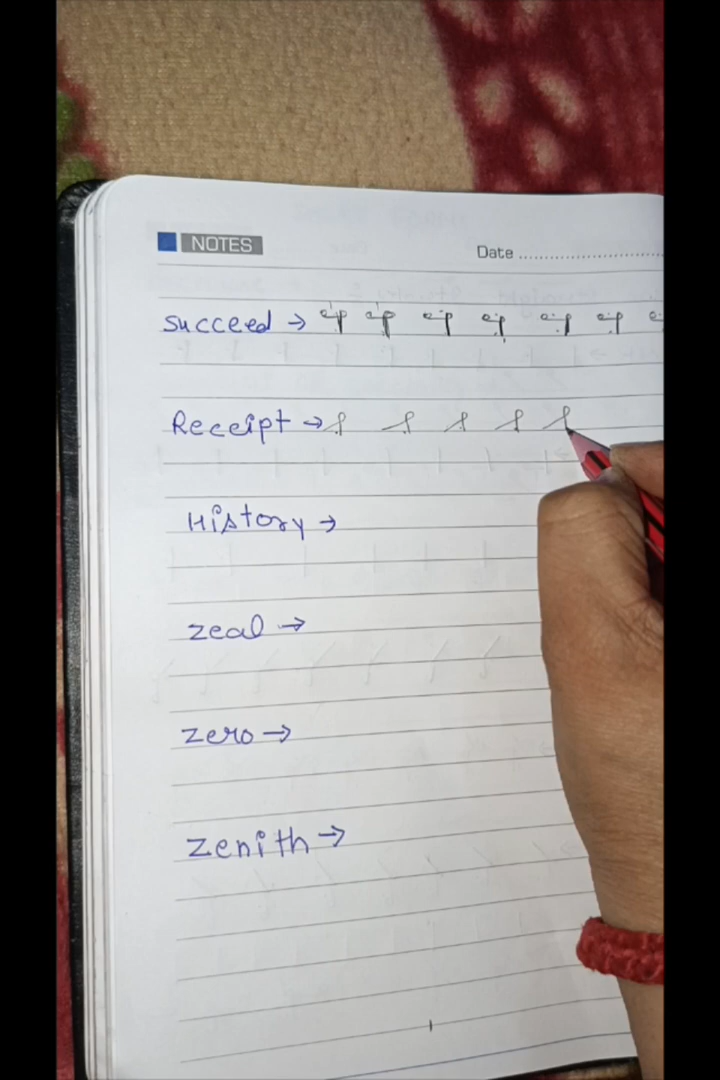 NOTES
Date
Succeed →
Receipt →
History →
Zeal →
Zero →
Zenith →